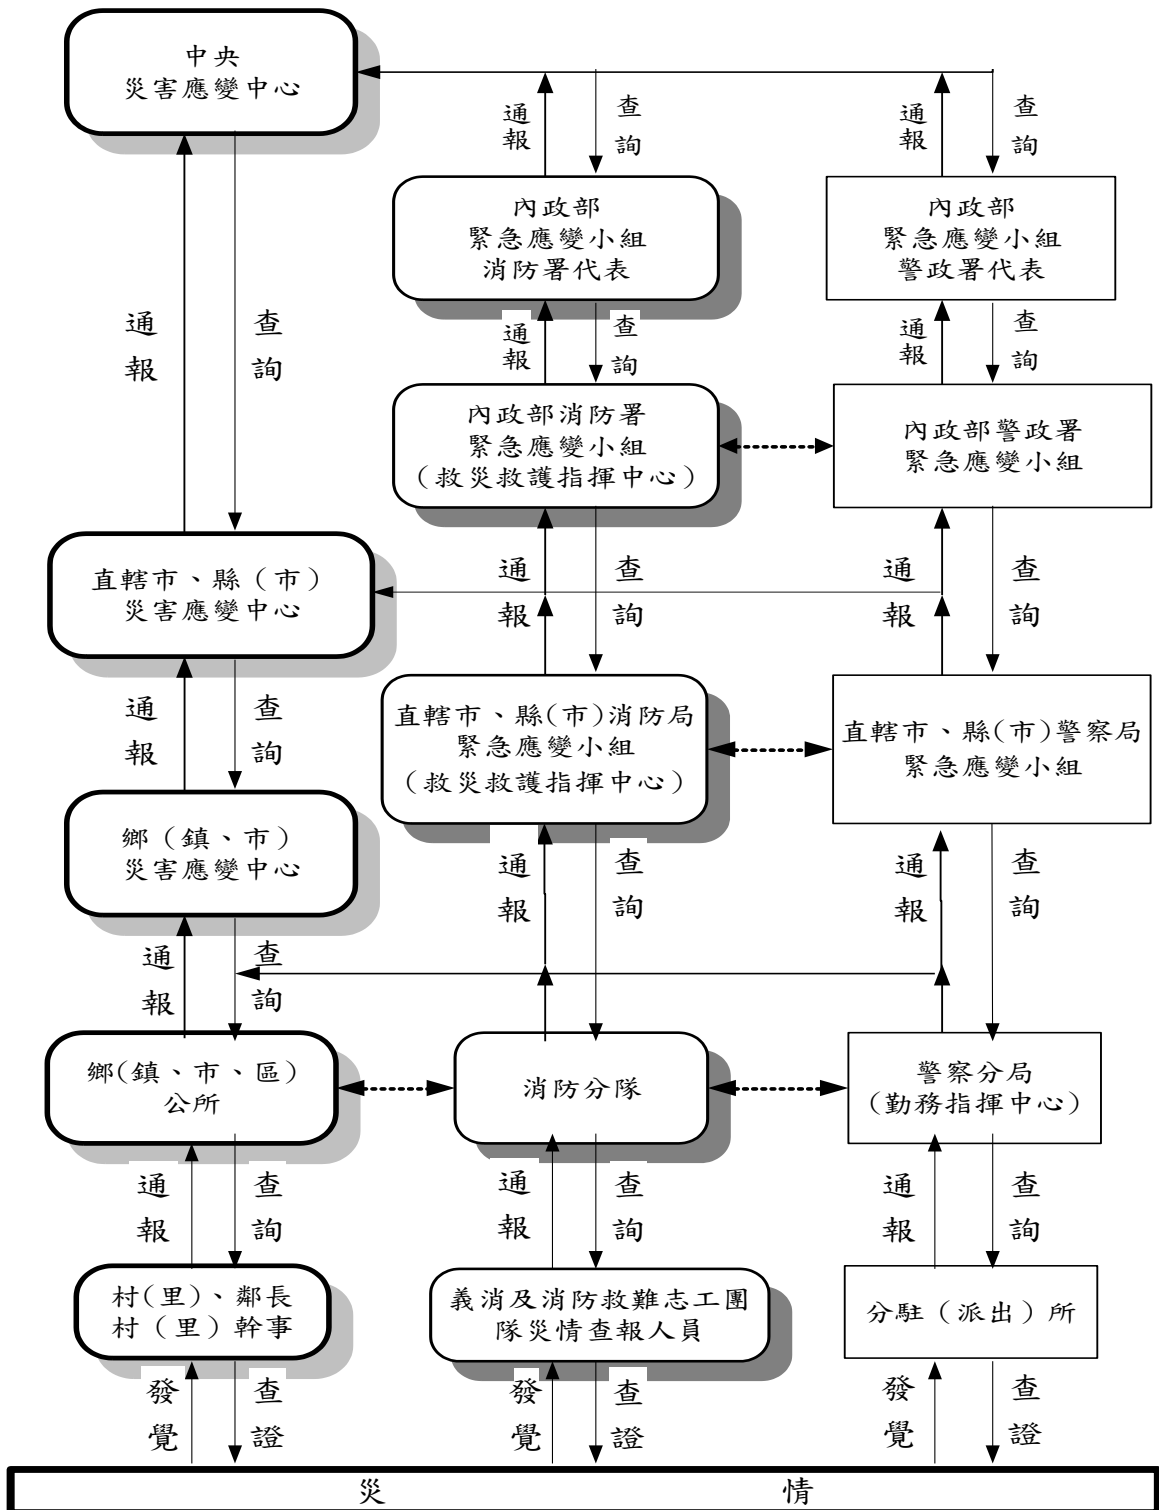 中央
災害應變中心
通報
查詢
通報
查詢
內政部
緊急應變小組
消防署代表
內政部
緊急應變小組
警政署代表
通報
查詢
通報
查詢
通報
查詢
內政部消防署
緊急應變小組
(救災救護指揮中心)
內政部警政署
緊急應變小組
直轄市、縣(市)
災害應變中心
通報
查詢
通報
查詢
通報
查詢
直轄市、縣(市)消防局
緊急應變小組
(救災救護指揮中心)
直轄市、縣(市)警察局
緊急應變小組
鄉(鎮、市)
災害應變中心
通報
查詢
通報
查詢
通報
查詢
鄉(鎮、市、區)
公所
消防分隊
警察分局
(勤務指揮中心)
通報
查詢
通報
查詢
通報
查詢
村(里)、鄰長
村(里)幹事
義消及消防救難志工團
隊災情查報人員
分駐(派出)所
發覺
查證
發覺
查證
發覺
查證
災情